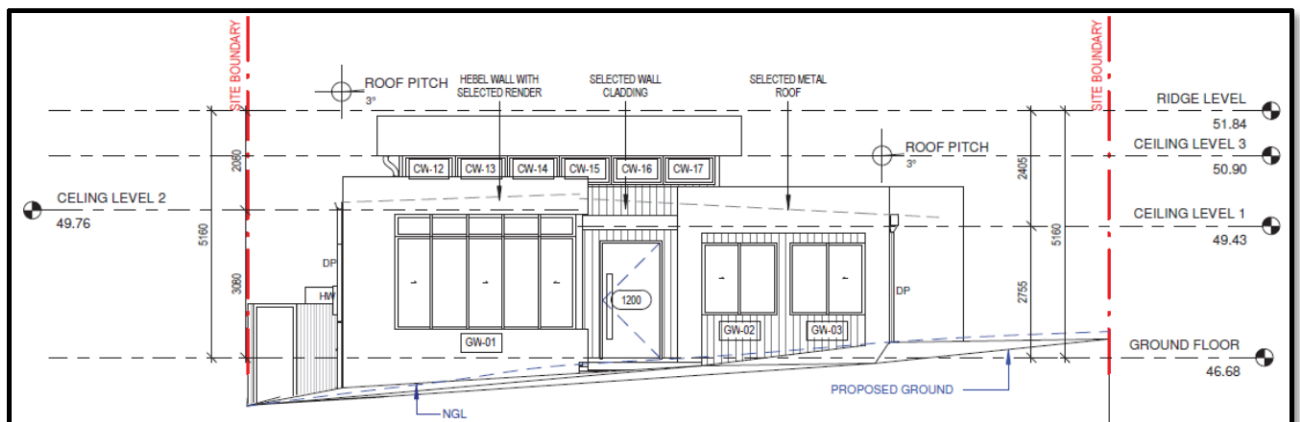 SITE BOUNDARY
SITE BOUNDARY
ROOF PITCH
3°
HEBEL WALL WITH
SELECTED RENDER
SELECTED WALL
CLADDING
SELECTED METAL
ROOF
RIDGE LEVEL
51.84
CEILING LEVEL 3
50.90
ROOF PITCH
3°
CW-12
CW-13
CW-14
CW-15
CW-16
CW-17
2080
2405
CELING LEVEL 2
49.76
CEILING LEVEL 1
49.43
5160
5160
3080
2755
DP
HW
DP
1200
GW-01
GW-02
GW-03
GROUND FLOOR
46.68
PROPOSED GROUND
NGL